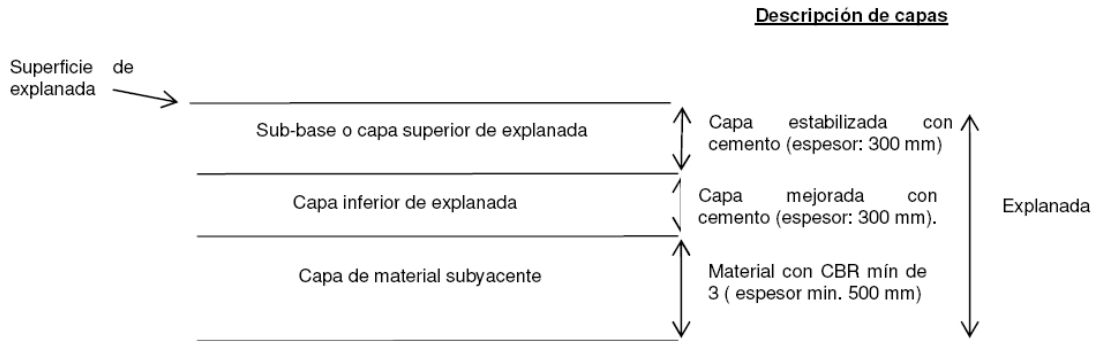 Descripción de capas
Superficie de
explanada
Sub-base o capa superior de explanada
Capa estabilizada con
cemento (espesor: 300 mm)
Capa inferior de explanada
Capa mejorada con
cemento (espesor: 300 mm).
Explanada
Capa de material subyacente
Material con CBR mín de
3 ( espesor min. 500 mm)